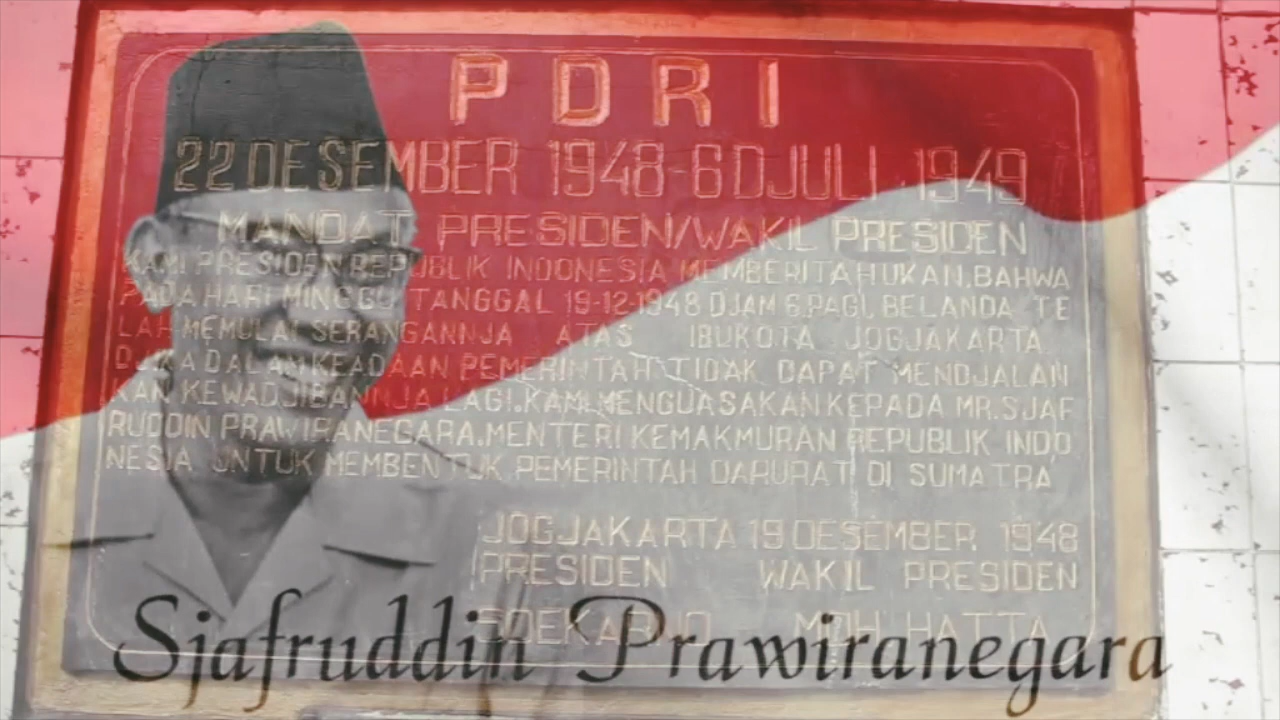 PDRI
22 DESEMBER 1948-6 DJULI 1949
MANDAT PRESIDEN/WAKIL PRESIDEN
KAMI PRESIDEN REPUBLIK INDONESIA MEMBERITAHUKAN,BAHWA
PADA HARI MINGGU TANGGAL 19-12-1948 DJAM 6.PAGI, BELANDA TE
LAH MEMULAI SERANGANNJA ATAS IBUKOTA JOGJAKARTA
DJIKA DALAM KEADAAN PEMERINTAH TIDAK DAPAT MENDJALAN
KAN KEWADJIBANNJA LAGI.KAMI MENGUASAKAN KEPADA MR.SJAF
RUDDIN PRAWIRANEGARA.MENTERI KEMAKMURAN REPUBLIK INDO
NESIA UNTUK MEMBENTUK PEMERINTAH DARURAT DI SUMATRA
JOGJAKARTA 19 DESEMBER 1948
PRESIDEN WAKIL PRESIDEN
SOEKARNO MOH HATTA
Sjafruddin Prawiranegara